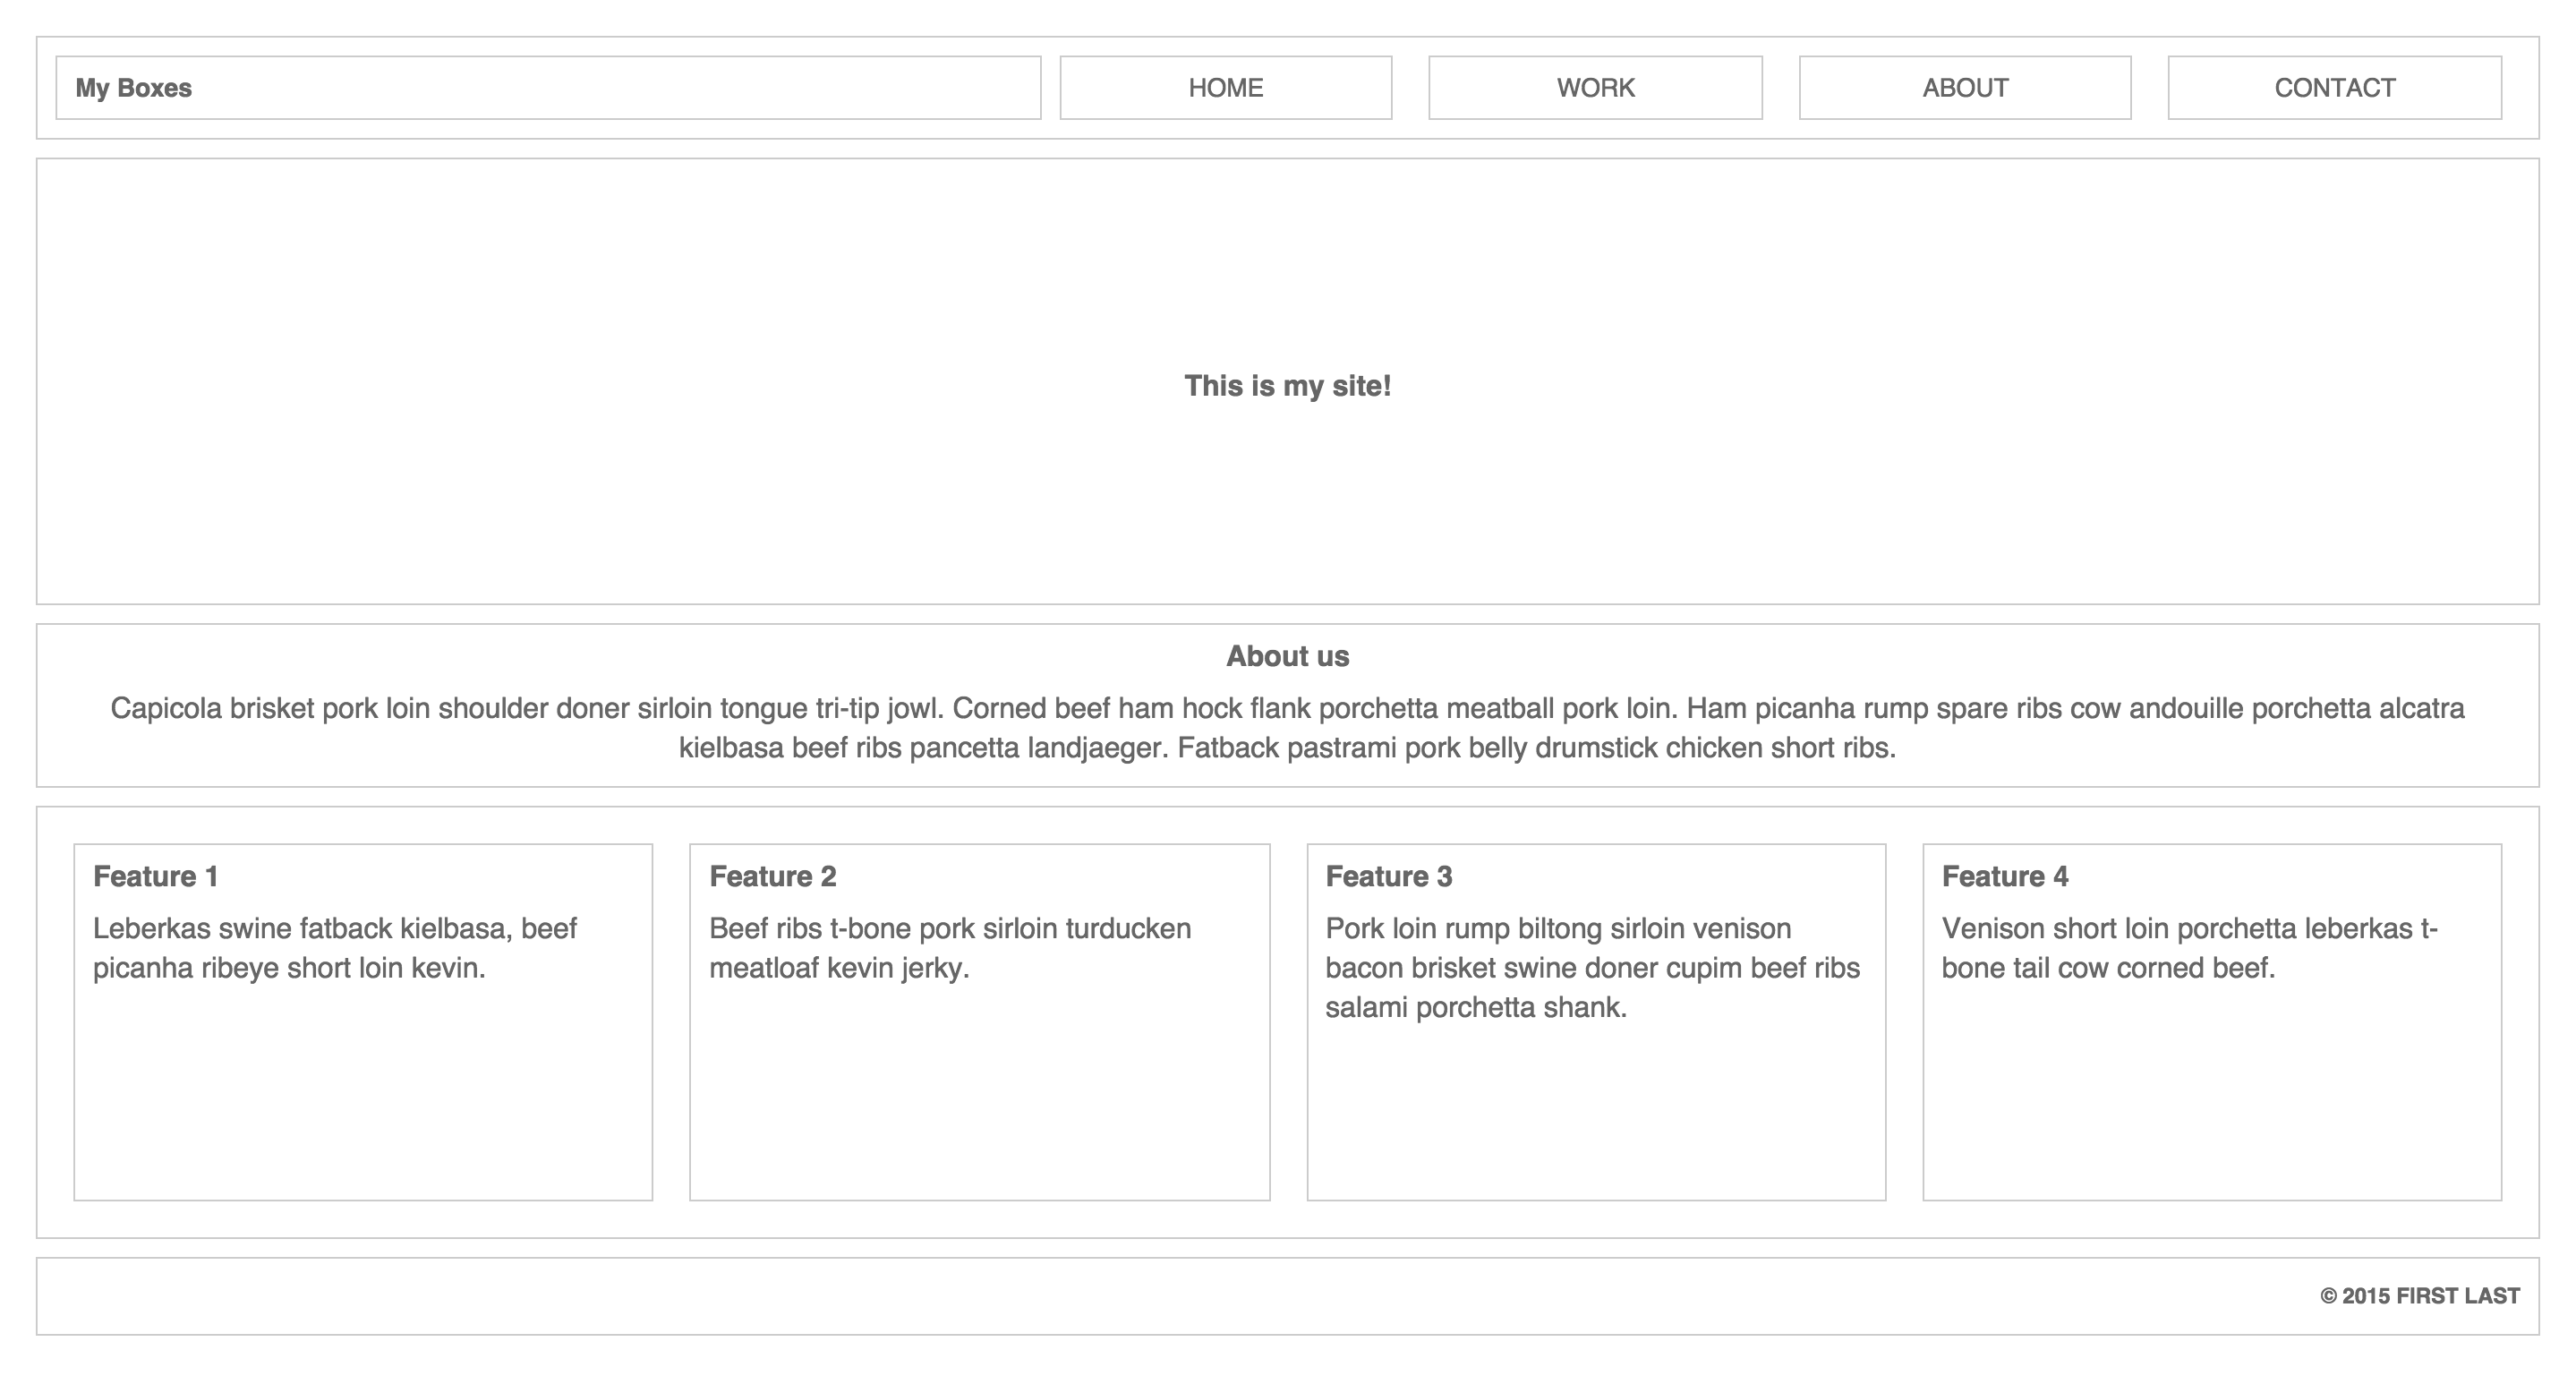 My Boxes
HOME
WORK
ABOUT
CONTACT
This is my site!
About us
Capicola brisket pork loin shoulder doner sirloin tongue tri-tip jowl. Corned beef ham hock flank porchetta meatball pork loin. Ham picanha rump spare ribs cow andouille porchetta alcatra
kielbasa beef ribs pancetta landjaeger. Fatback pastrami pork belly drumstick chicken short ribs.
Feature 1
Leberkas swine fatback kielbasa, beef
picanha ribeye short loin kevin.
Feature 2
Beef ribs t-bone pork sirloin turducken
meatloaf kevin jerky.
Feature 3
Pork loin rump biltong sirloin venison
bacon brisket swine doner cupim beef ribs
salami porchetta shank.
Feature 4
Venison short loin porchetta leberkas t-
bone tail cow corned beef.
© 2015 FIRST LAST